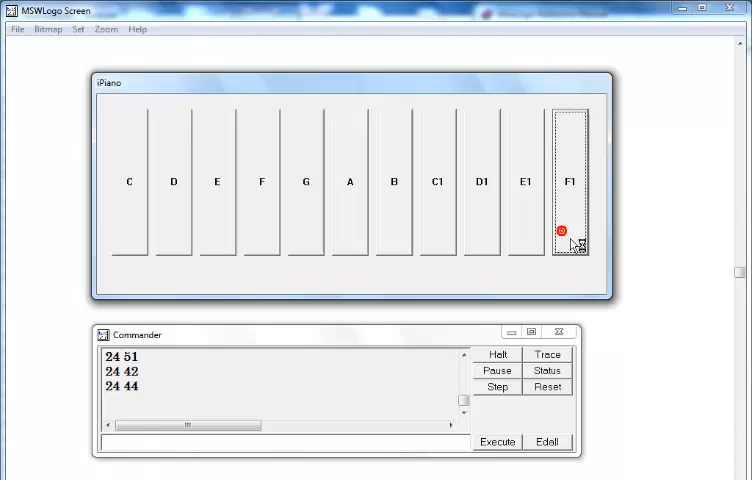 MSWLogo Screen
File Bitmap Set Zoom Help
iPiano
C D E F G A B C1 D1 E1 F1
Commander
24 51
24 42
24 44
Halt Trace
Pause Status
Step Reset
Execute Edall